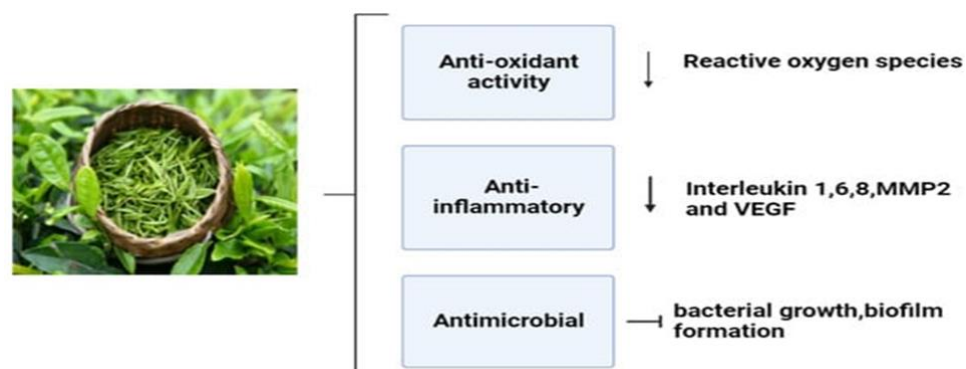 Anti-oxidant
activity
Reactive oxygen species
Anti-
inflammatory
Interleukin 1,6,8,MMP2
and VEGF
Antimicrobial
bacterial growth,biofilm
formation